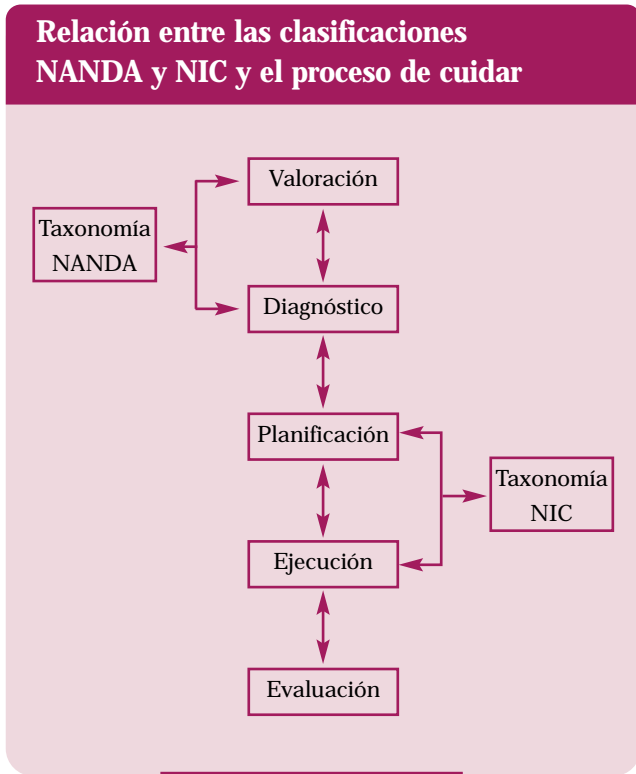 Relación entre las clasificaciones
NANDA y NIC y el proceso de cuidar
Valoración
Taxonomía
NANDA
Diagnóstico
Planificación
Taxonomía
NIC
Ejecución
Evaluación